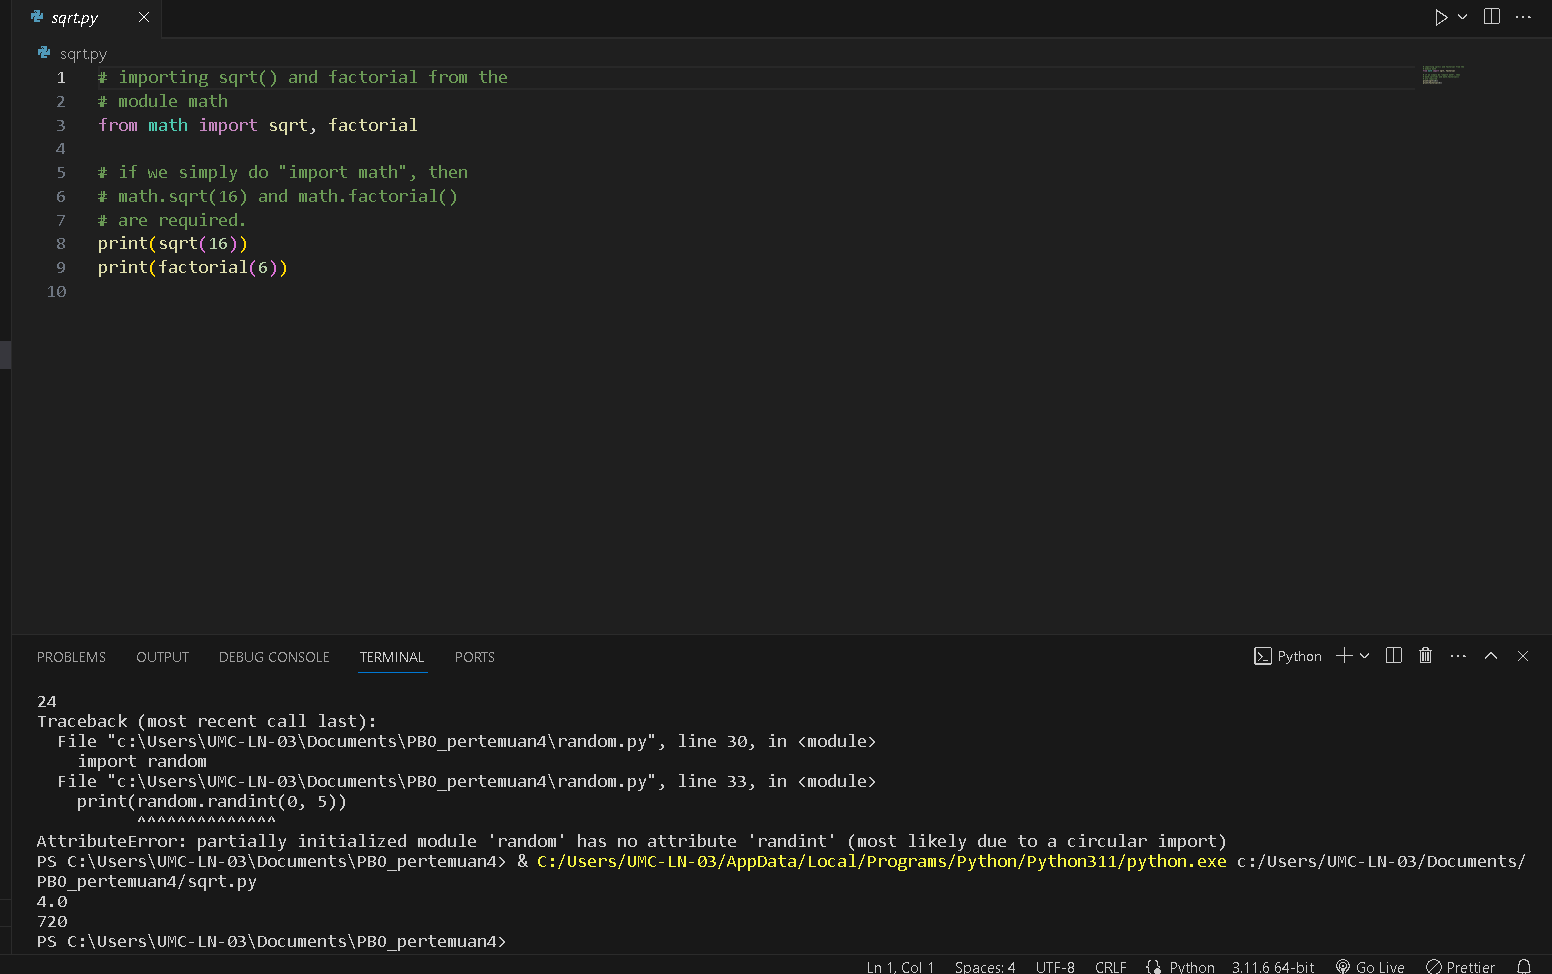 sqrt.py
sqrt.py
1 # importing sqrt() and factorial from the
2 # module math
3 from math import sqrt, factorial
4
5 # if we simply do "import math", then
6 # math.sqrt(16) and math.factorial()
7 # are required.
8 print(sqrt(16))
9 print(factorial(6))
10
PROBLEMS OUTPUT DEBUG CONSOLE TERMINAL PORTS Python
24
Traceback (most recent call last):
  File "c:\Users\UMC-LN-03\Documents\PBO_pertemuan4\random.py", line 30, in <module>
    import random
  File "c:\Users\UMC-LN-03\Documents\PBO_pertemuan4\random.py", line 33, in <module>
    print(random.randint(0, 5))
          ^^^^^^^^^^^^^^
AttributeError: partially initialized module 'random' has no attribute 'randint' (most likely due to a circular import)
PS C:\Users\UMC-LN-03\Documents\PBO_pertemuan4> & C:/Users/UMC-LN-03/AppData/Local/Programs/Python/Python311/python.exe c:/Users/UMC-LN-03/Documents/
PBO_pertemuan4/sqrt.py
4.0
720
PS C:\Users\UMC-LN-03\Documents\PBO_pertemuan4>
Ln 1, Col 1 Spaces: 4 UTF-8 CRLF Python 3.11.6 64-bit Go Live Prettier